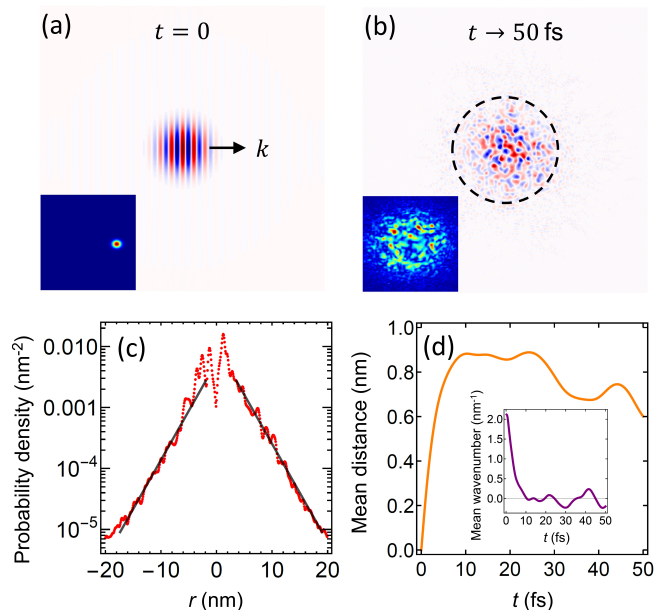 (a)
t = 0
k
(b)
t → 50 fs
(c)
Probability density (nm⁻²)
0.010
0.001
10⁻⁴
10⁻⁵
−20
−10
0
10
20
r (nm)
(d)
Mean distance (nm)
1.0
0.8
0.6
0.4
0.2
0.0
0
10
20
30
40
50
t (fs)
Mean wavenumber (nm⁻¹)
2.0
1.5
1.0
0.5
0.0
0
10
20
30
40
50
t (fs)